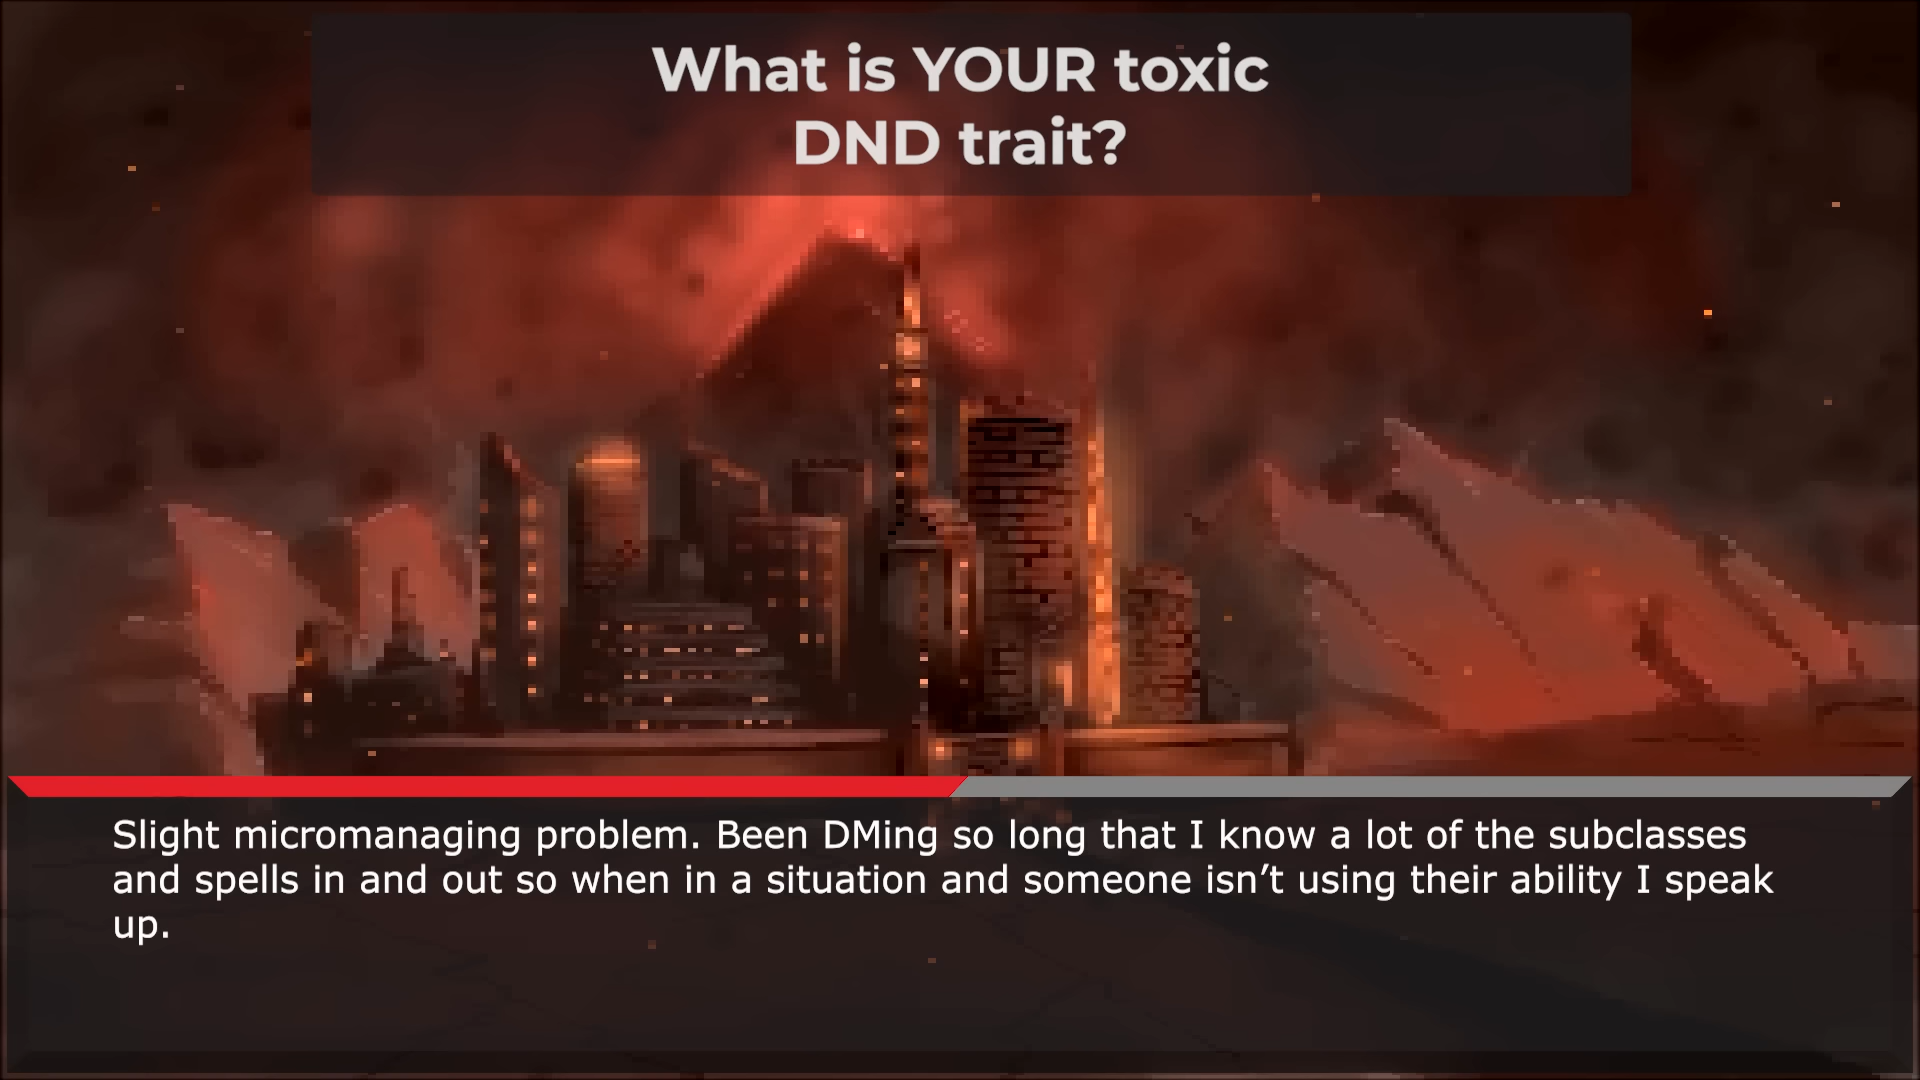 What is YOUR toxic
DND trait?
Slight micromanaging problem. Been DMing so long that I know a lot of the subclasses
and spells in and out so when in a situation and someone isn’t using their ability I speak
up.